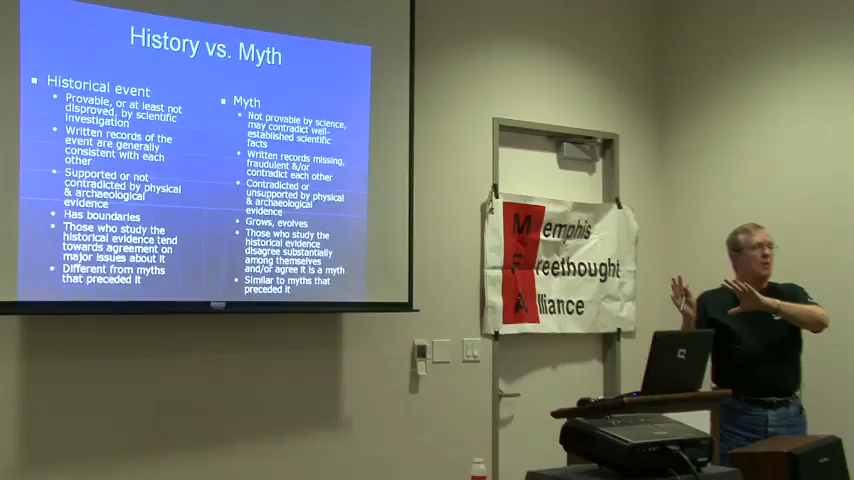 History vs. Myth
Historical event
Provable, or at least not
disproved, by scientific
investigation
Written records of the
event are generally
consistent with each
other
Supported or not
contradicted by physical
& archaeological
evidence
Has boundaries
Those who study the
historical evidence tend
towards agreement on
major issues about it
Different from myths
that preceded it
Myth
Not provable by science,
may contradict well-
established scientific
facts
Written records missing,
fraudulent &/or
contradict each other
Contradicted or
unsupported by physical
& archaeological
evidence
Grows, evolves
Those who study the
historical evidence
disagree substantially
among themselves
and/or agree it is a myth
Similar to myths that
preceded it
Memphis
Freethought
Alliance